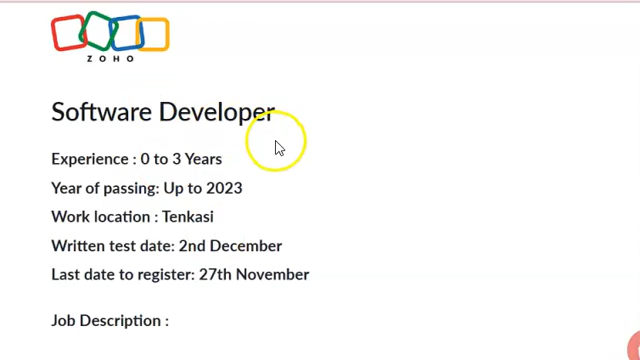 ZOHO
Software Developer
Experience : 0 to 3 Years
Year of passing: Up to 2023
Work location : Tenkasi
Written test date: 2nd December
Last date to register: 27th November
Job Description :